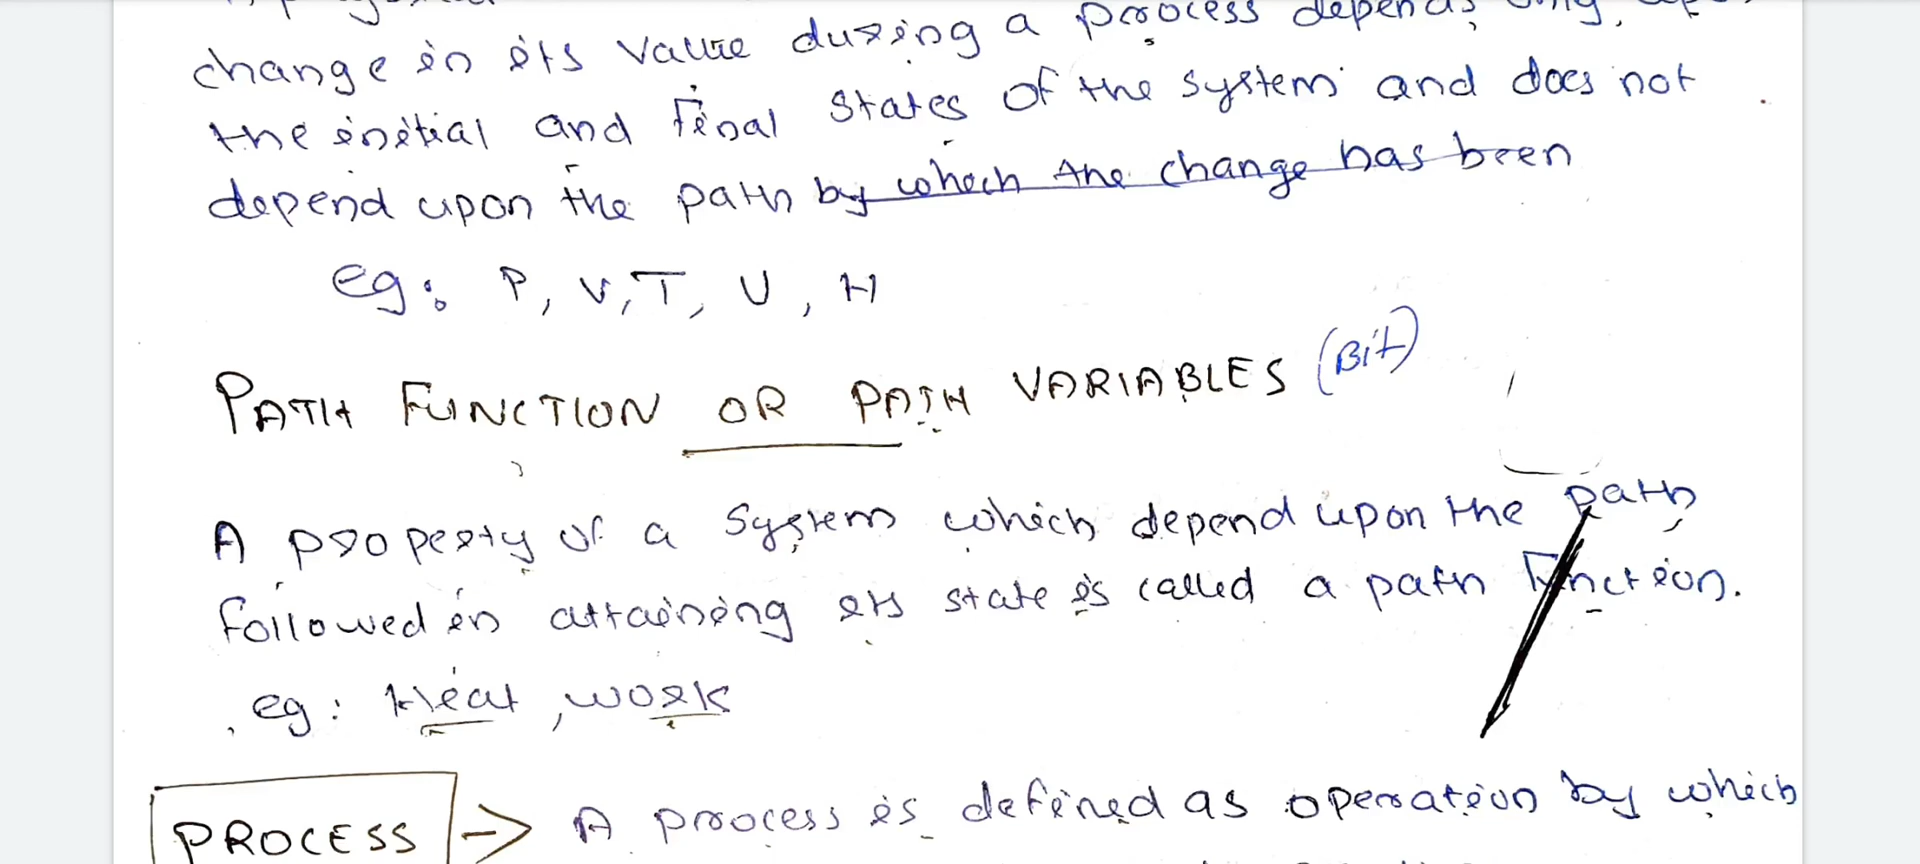 change in its value during a process depends only
the initial and final states of the system and does not
depend upon the path by which the change has been
eg: P, V, T, U, H
PATH FUNCTION OR PATH VARIABLES (Bit)
A property of a system which depend upon the path
followed in attaining its state is called a path function.
eg: Heat, work
PROCESS -> A process is defined as operation by which